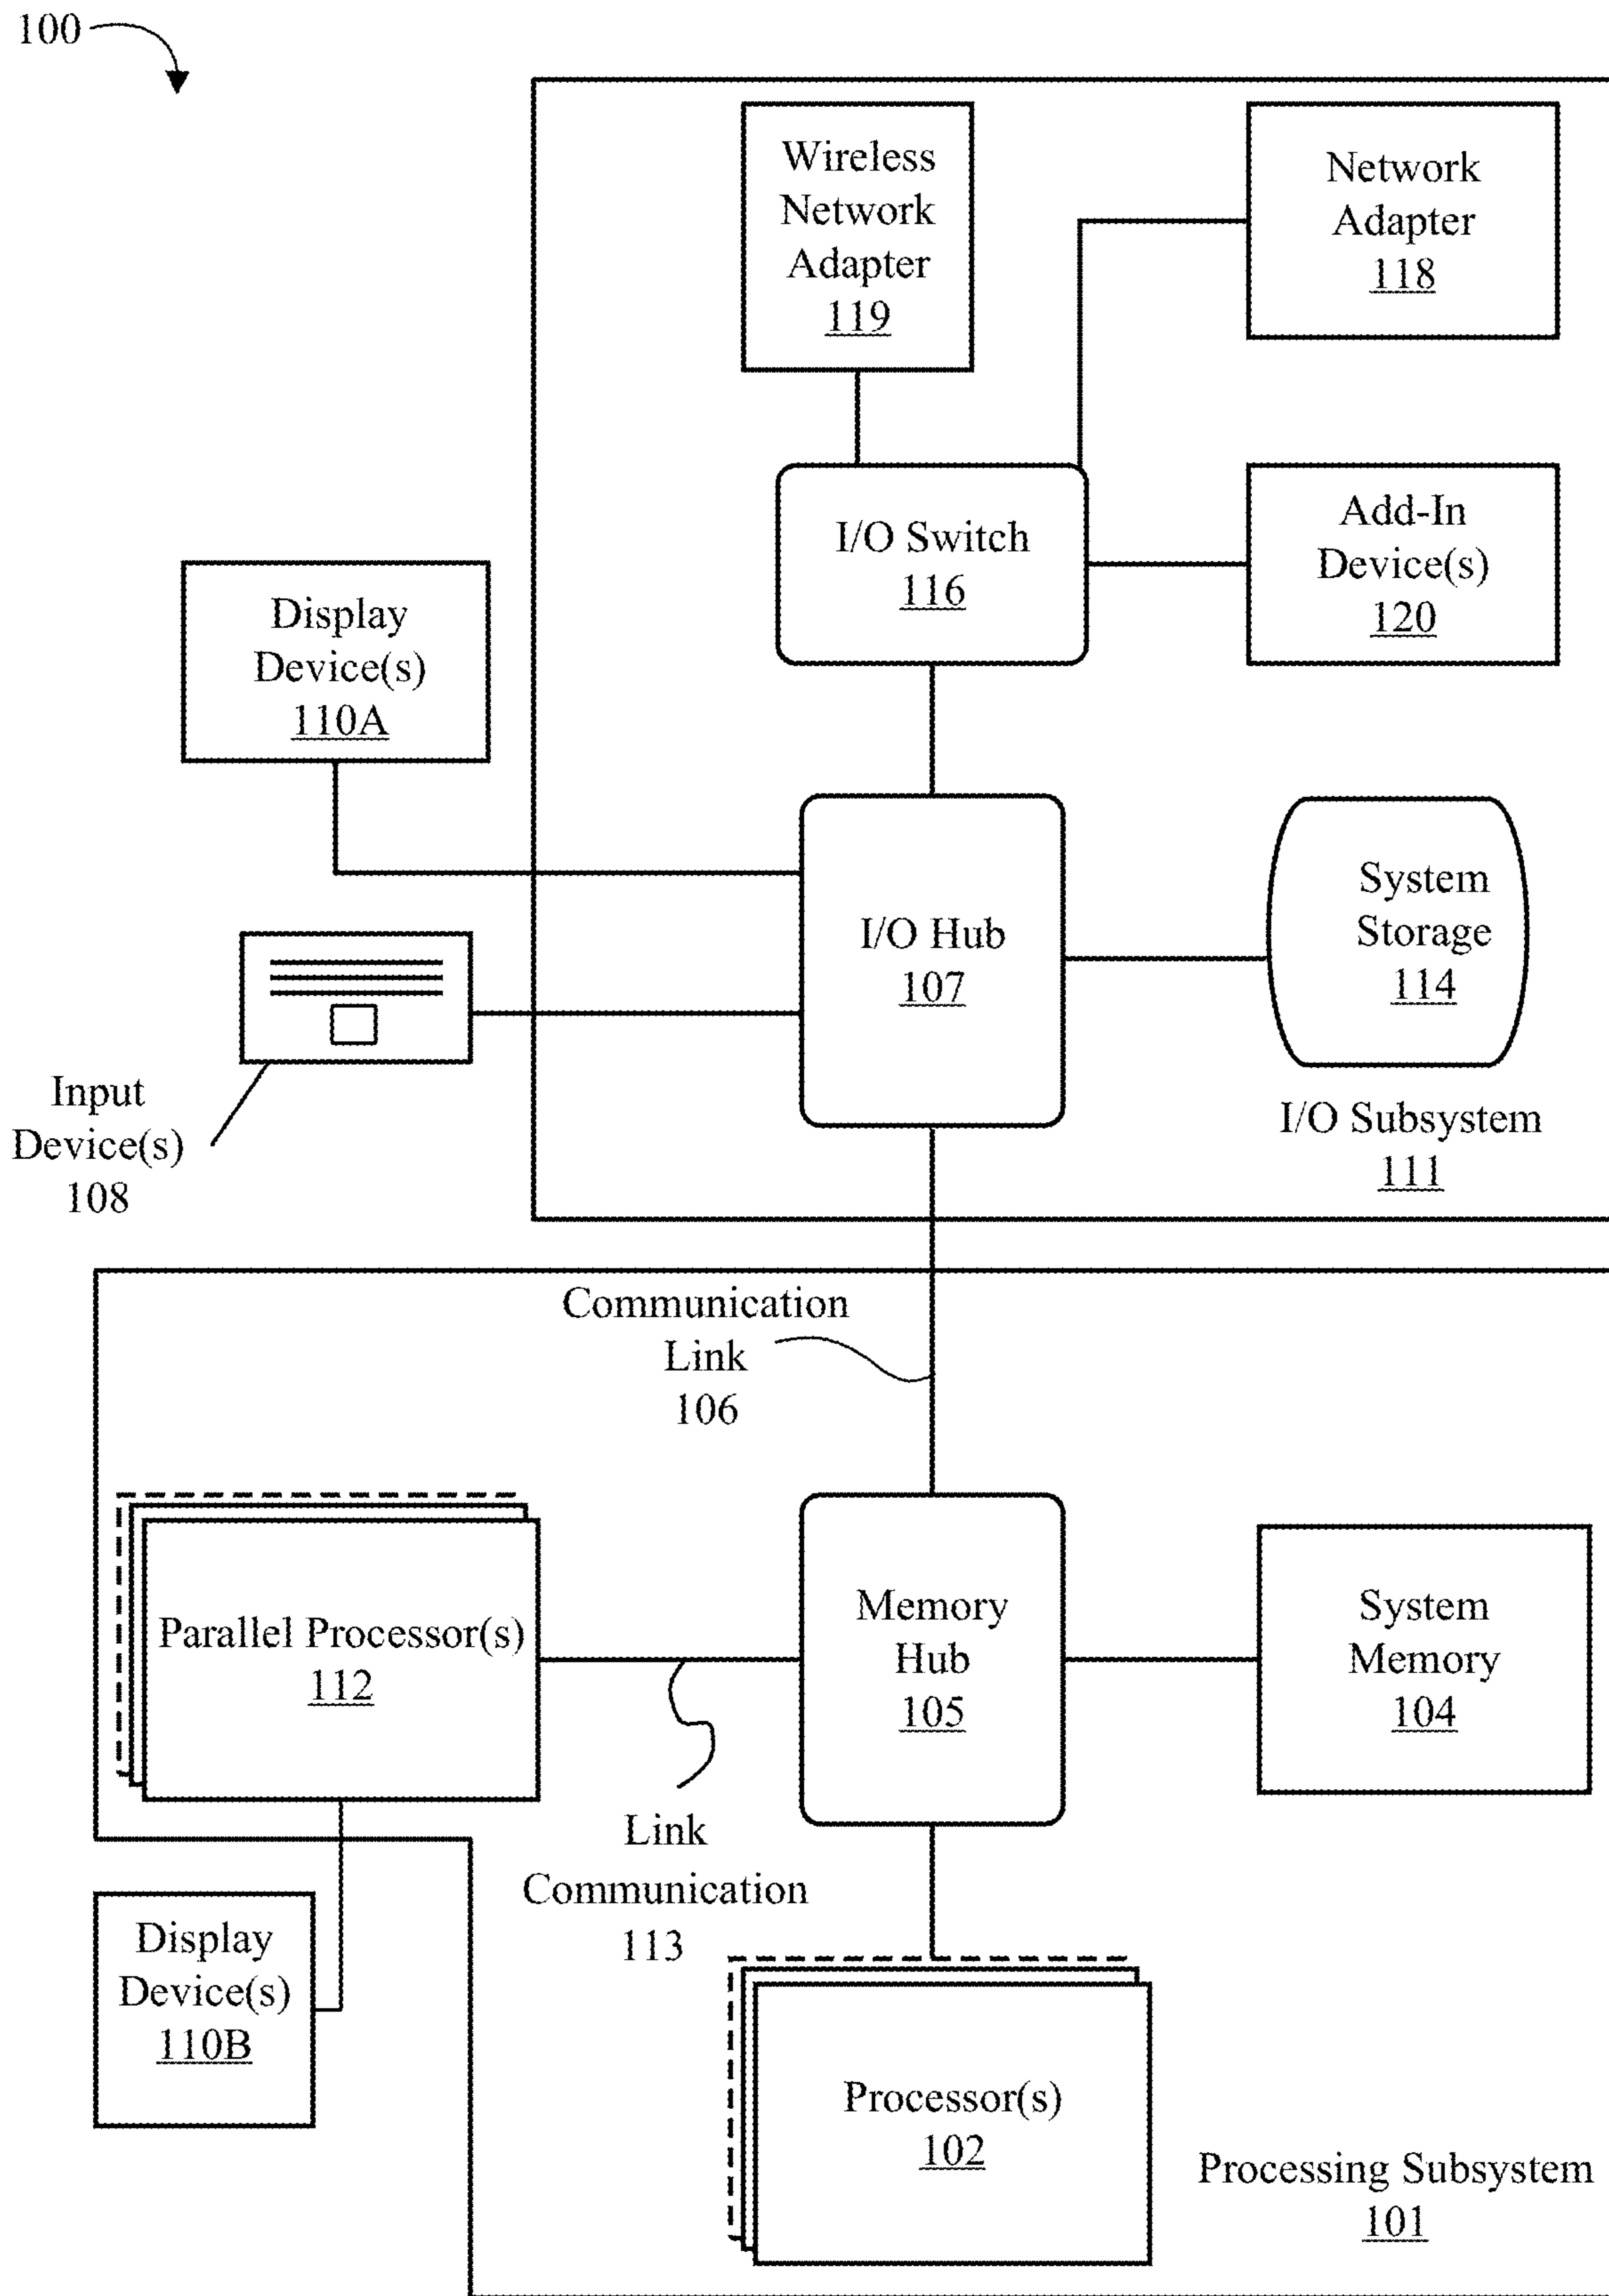 100
Wireless
Network
Adapter
119
Network
Adapter
118
I/O Switch
116
Add-In
Device(s)
120
Display
Device(s)
110A
I/O Hub
107
System
Storage
114
Input
Device(s)
108
I/O Subsystem
111
Communication
Link
106
Parallel Processor(s)
112
Memory
Hub
105
System
Memory
104
Link
Communication
113
Display
Device(s)
110B
Processor(s)
102
Processing Subsystem
101